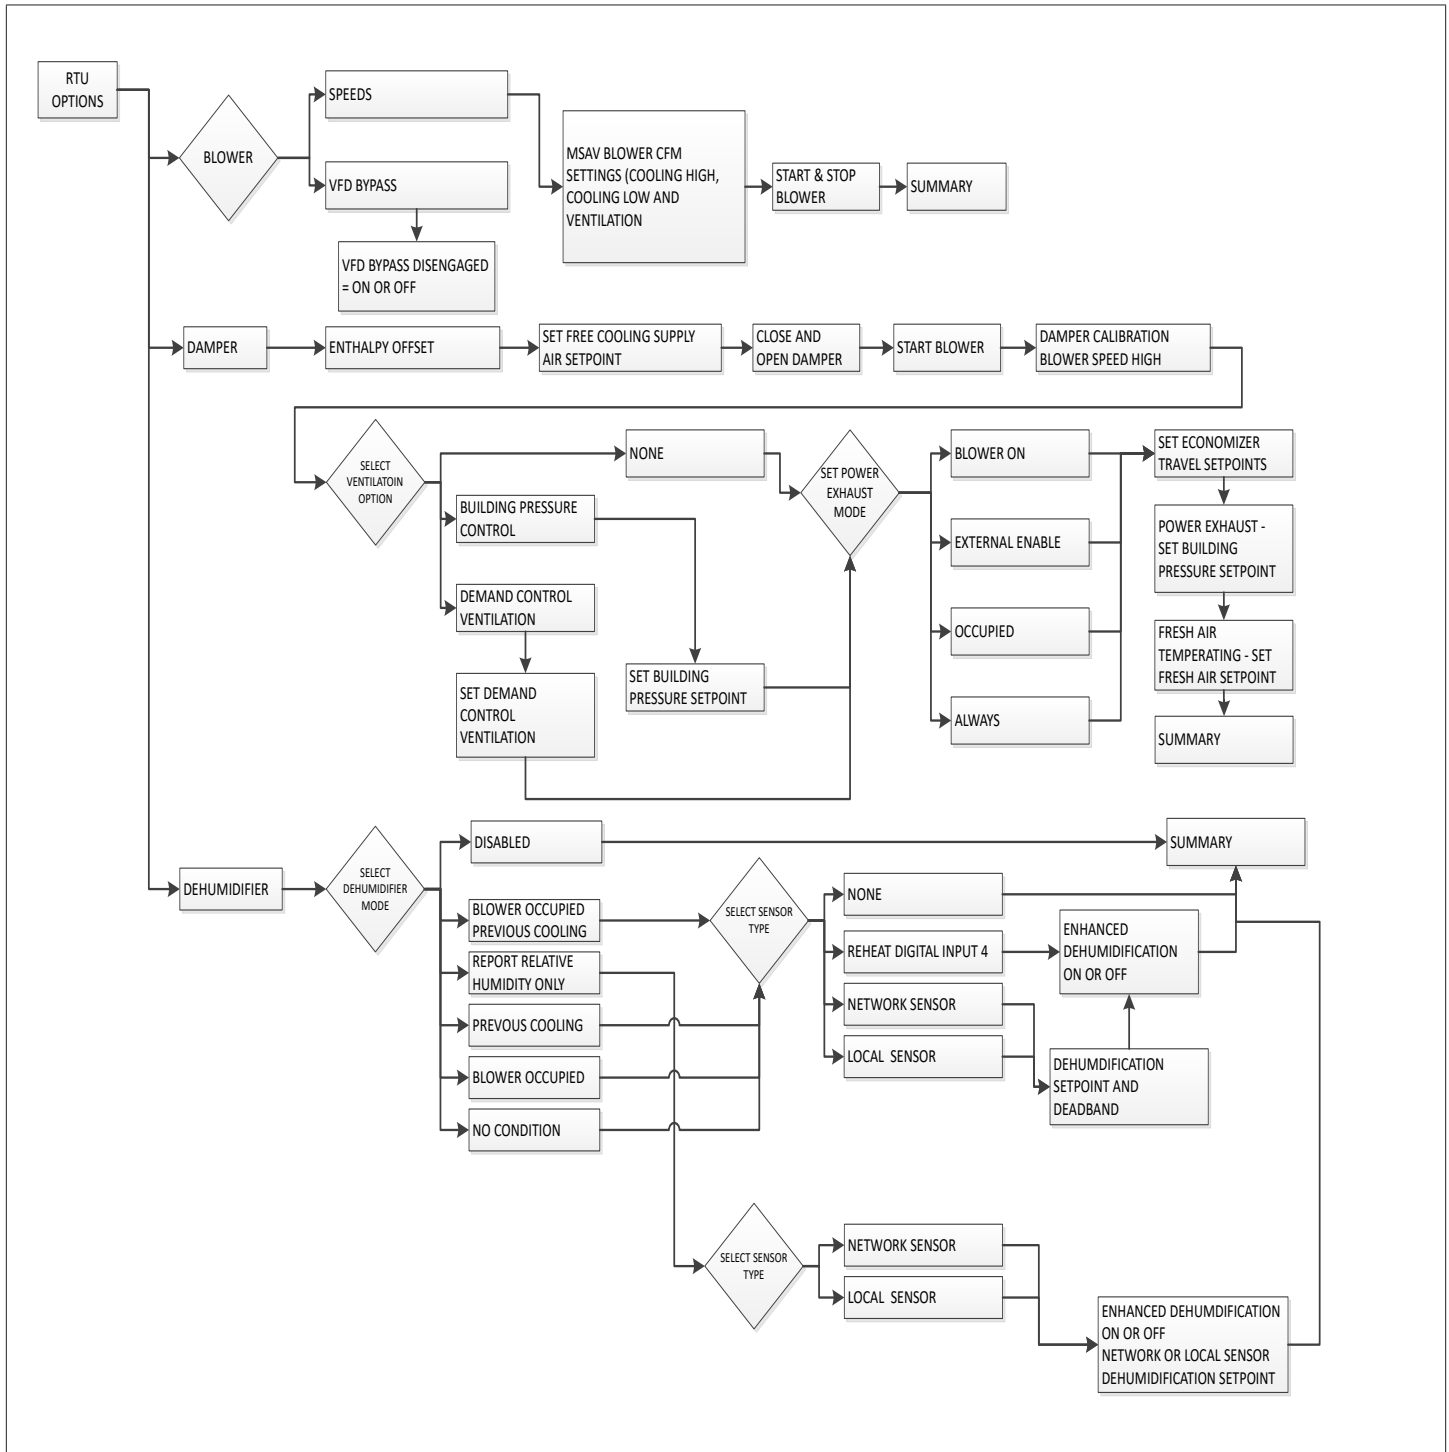 RTU
OPTIONS
BLOWER
SPEEDS
VFD BYPASS
VFD BYPASS DISENGAGED
= ON OR OFF
MSAV BLOWER CFM
SETTINGS (COOLING HIGH,
COOLING LOW AND
VENTILATION
START & STOP
BLOWER
SUMMARY
DAMPER
ENTHALPY OFFSET
SET FREE COOLING SUPPLY
AIR SETPOINT
CLOSE AND
OPEN DAMPER
START BLOWER
DAMPER CALIBRATION
BLOWER SPEED HIGH
SELECT
VENTILATOIN
OPTION
NONE
BUILDING PRESSURE
CONTROL
DEMAND CONTROL
VENTILATION
SET DEMAND
CONTROL
VENTILATION
SET BUILDING
PRESSURE SETPOINT
SET POWER
EXHAUST
MODE
BLOWER ON
EXTERNAL ENABLE
OCCUPIED
ALWAYS
SET ECONOMIZER
TRAVEL SETPOINTS
POWER EXHAUST -
SET BUILDING
PRESSURE SETPOINT
FRESH AIR
TEMPERATING - SET
FRESH AIR SETPOINT
SUMMARY
DEHUMIDIFIER
SELECT
DEHUMIDIFIER
MODE
DISABLED
BLOWER OCCUPIED
PREVIOUS COOLING
REPORT RELATIVE
HUMIDITY ONLY
PREVOUS COOLING
BLOWER OCCUPIED
NO CONDITION
SELECT SENSOR
TYPE
NONE
REHEAT DIGITAL INPUT 4
NETWORK SENSOR
LOCAL SENSOR
ENHANCED
DEHUMIDIFICATION
ON OR OFF
DEHUMDIFICATION
SETPOINT AND
DEADBAND
SUMMARY
SELECT SENSOR
TYPE
NETWORK SENSOR
LOCAL SENSOR
ENHANCED DEHUMDIFICATION
ON OR OFF
NETWORK OR LOCAL SENSOR
DEHUMIDIFICATION SETPOINT